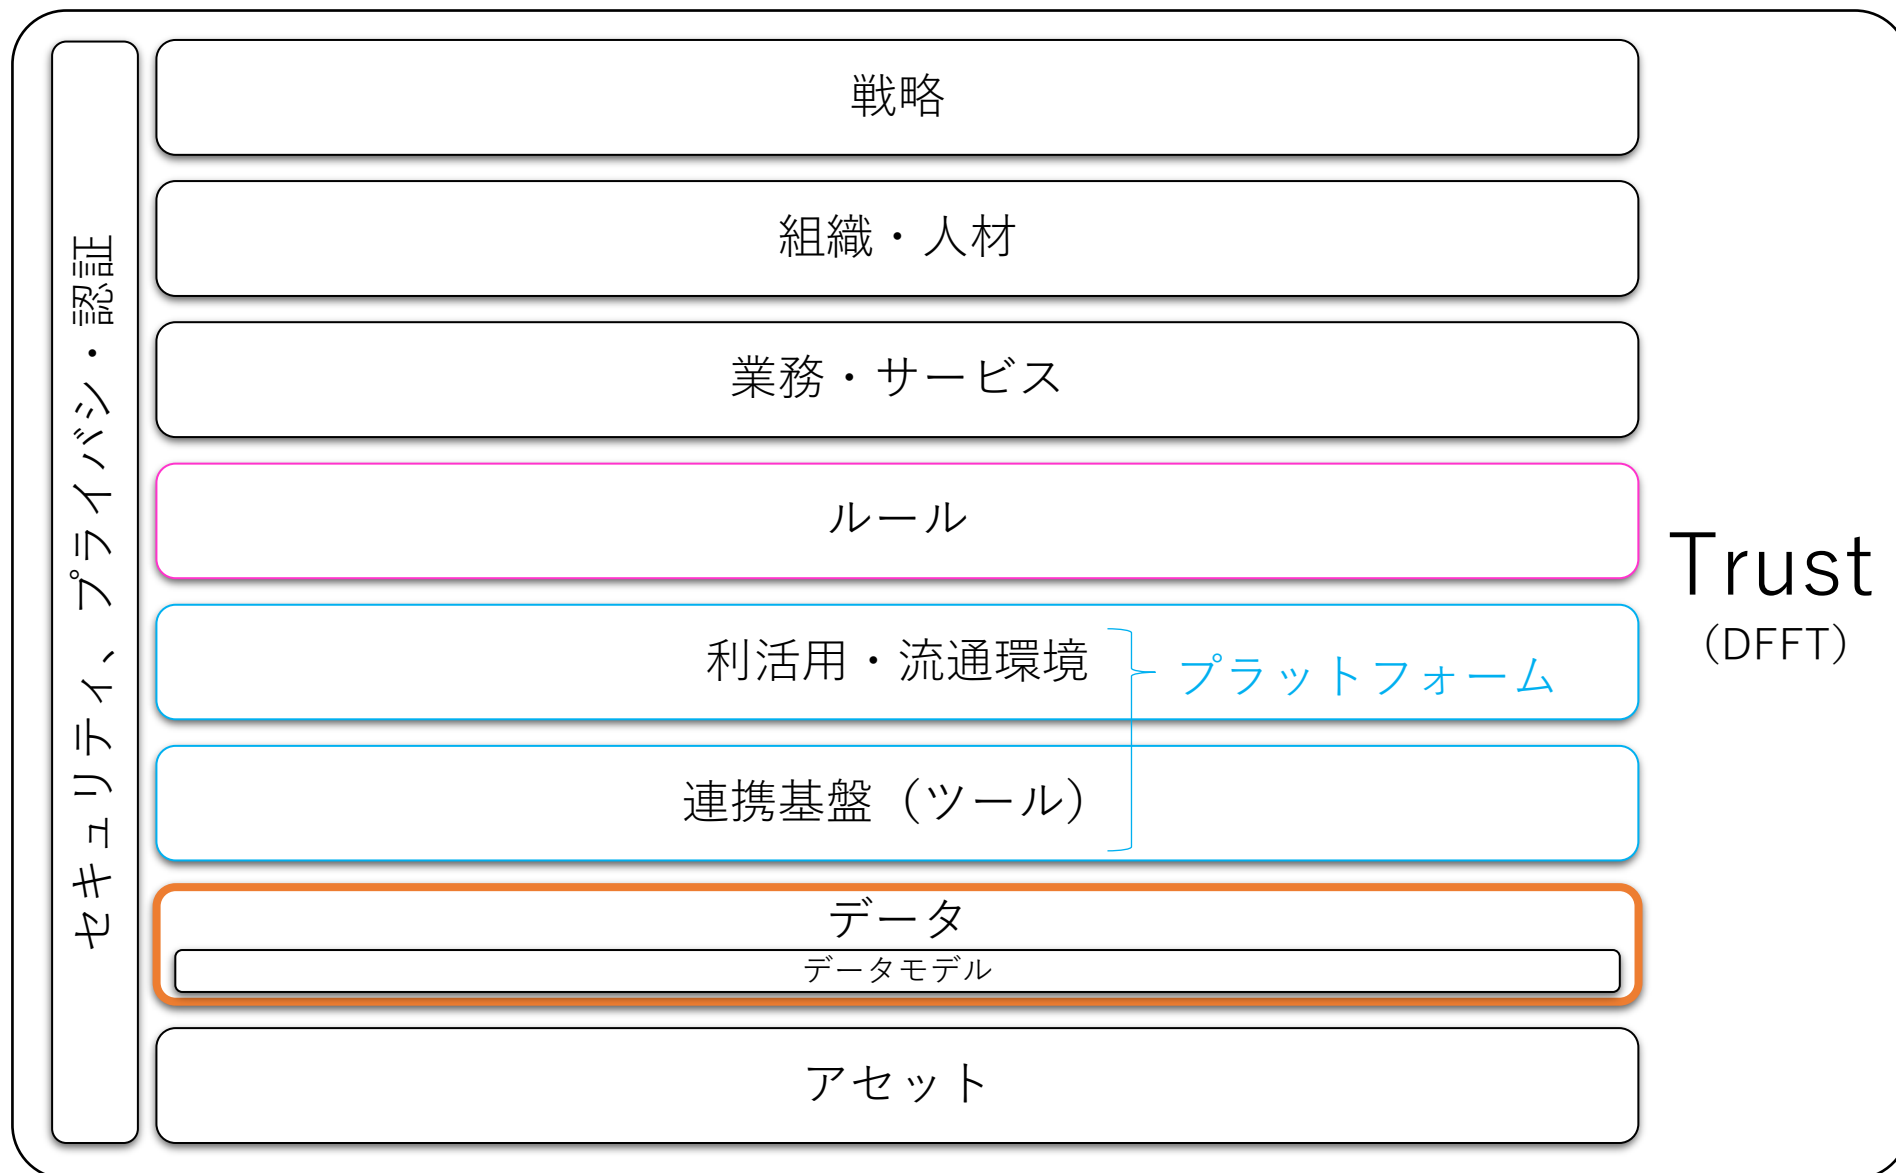 セキュリティ、プライバシ・認証
戦略
組織・人材
業務・サービス
ルール
利活用・流通環境
プラットフォーム
連携基盤（ツール）
データ
データモデル
アセット
Trust
（DFFT）